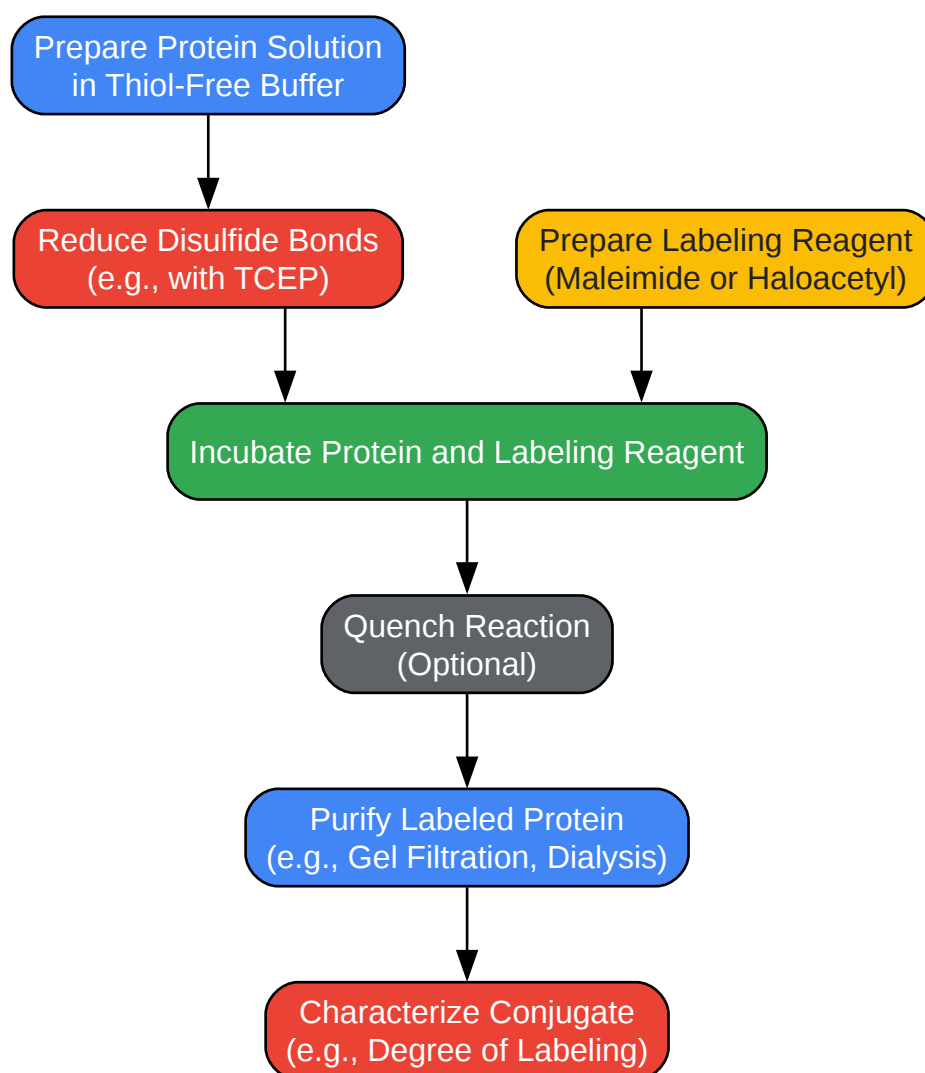 Prepare Protein Solution
in Thiol-Free Buffer
Reduce Disulfide Bonds
(e.g., with TCEP)
Prepare Labeling Reagent
(Maleimide or Haloacetyl)
Incubate Protein and Labeling Reagent
Quench Reaction
(Optional)
Purify Labeled Protein
(e.g., Gel Filtration, Dialysis)
Characterize Conjugate
(e.g., Degree of Labeling)